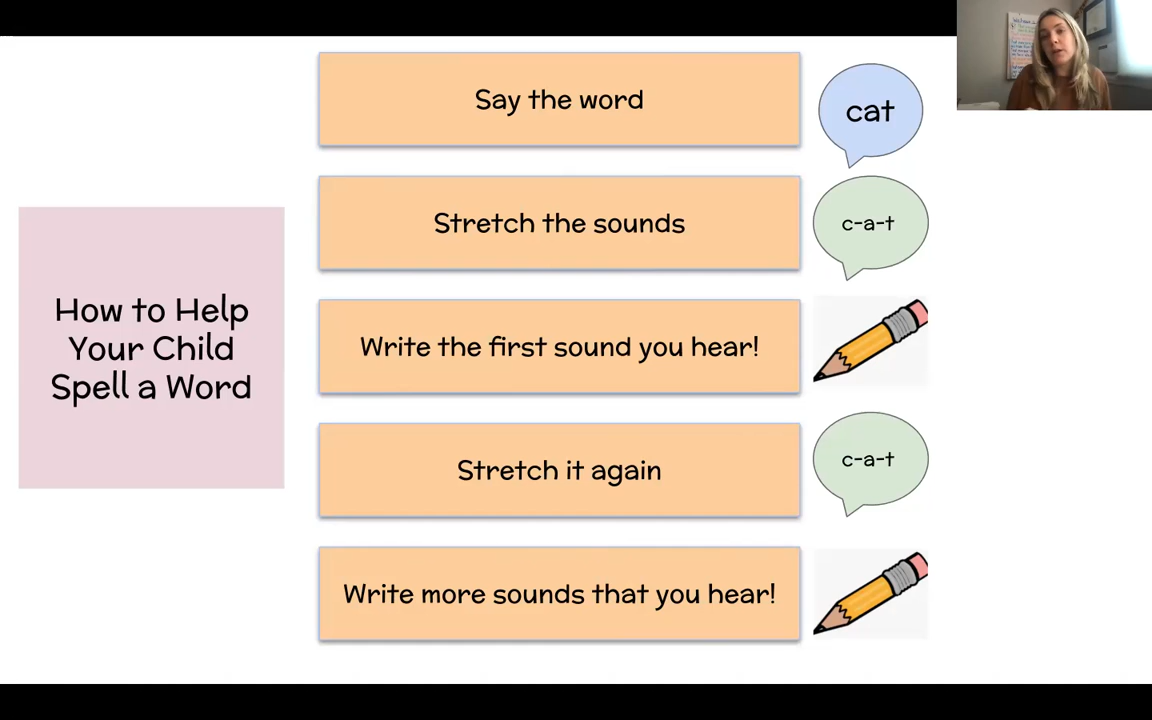 How to Help
Your Child
Spell a Word
Say the word
cat
Stretch the sounds
c-a-t
Write the first sound you hear!
Stretch it again
c-a-t
Write more sounds that you hear!